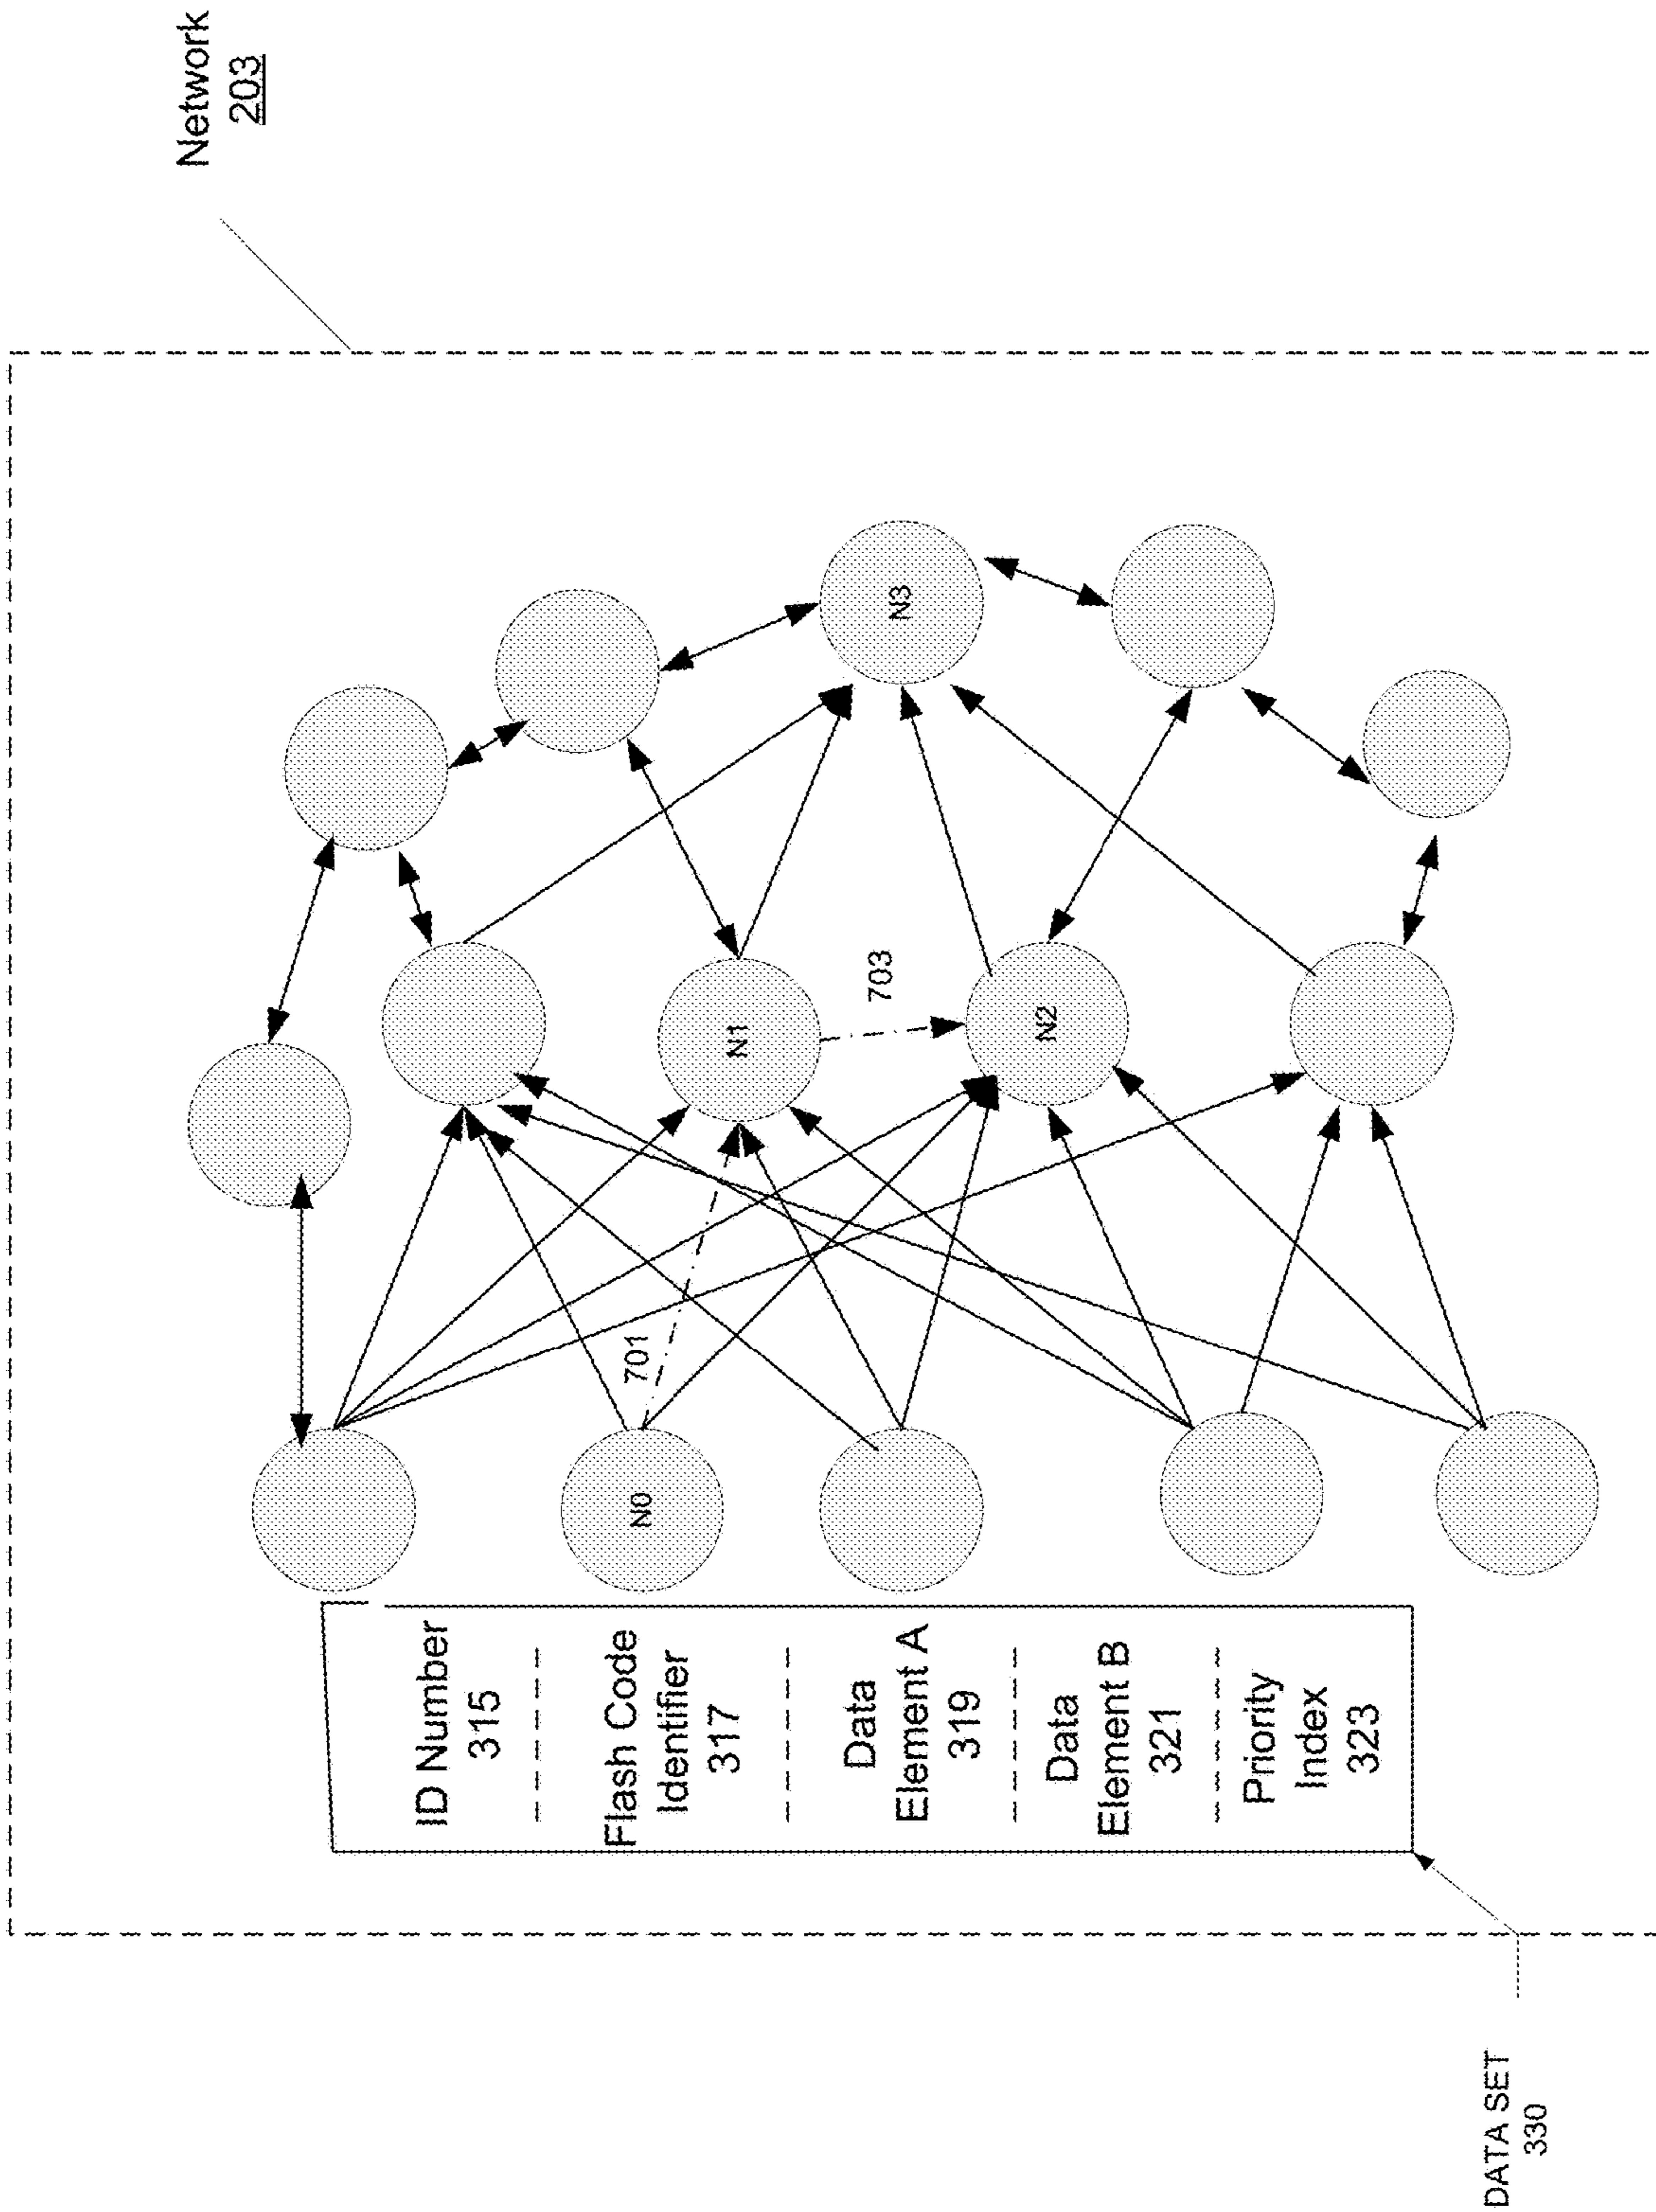 Network
203
N3
N1
703
N2
701
N0
ID Number
315
Flash Code
Identifier
317
Data
Element A
319
Data
Element B
321
Priority
Index
323
DATA SET
330